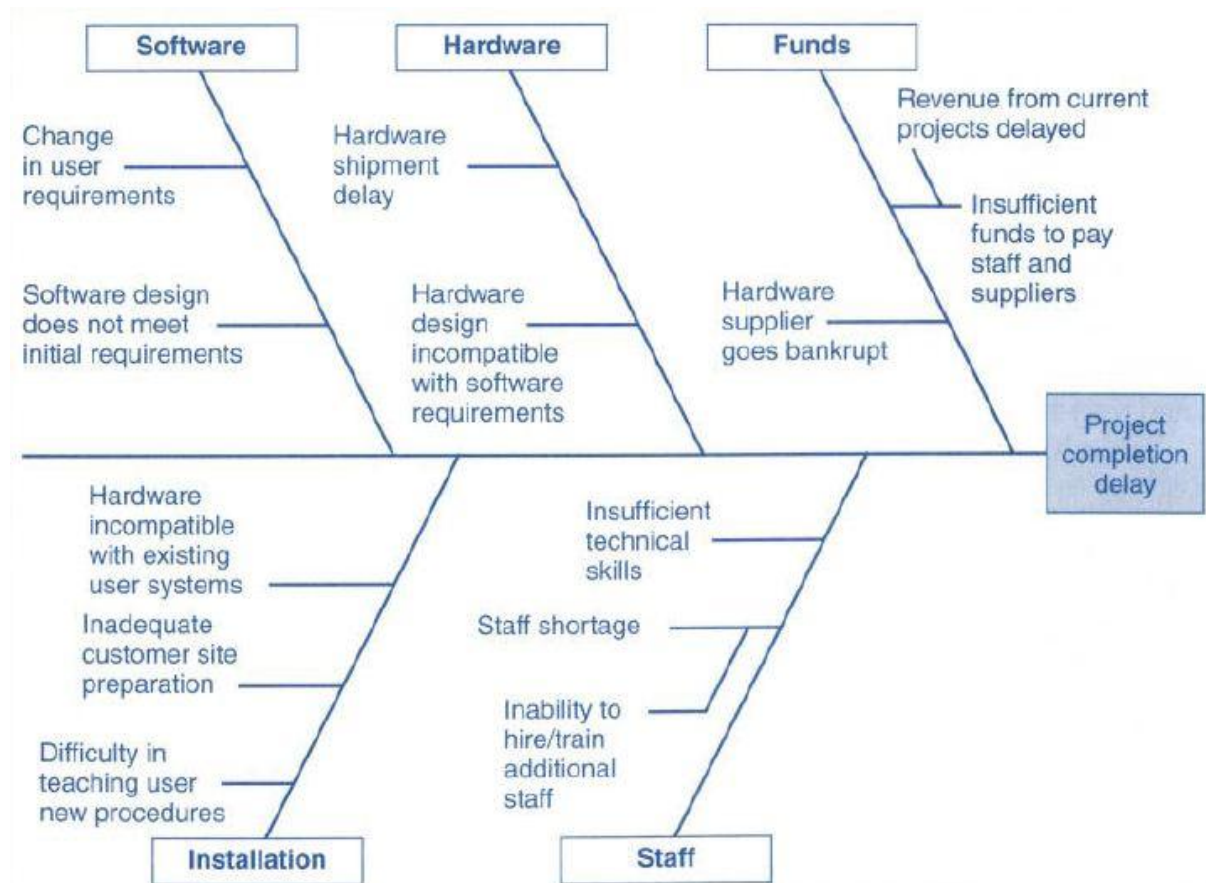 Software
Hardware
Funds
Change
in user
requirements
Software design
does not meet
initial requirements
Hardware
shipment
delay
Hardware
design
incompatible
with software
requirements
Revenue from current
projects delayed
Insufficient
funds to pay
staff and
suppliers
Hardware
supplier
goes bankrupt
Project
completion
delay
Hardware
incompatible
with existing
user systems
Inadequate
customer site
preparation
Difficulty in
teaching user
new procedures
Installation
Insufficient
technical
skills
Staff shortage
Inability to
hire/train
additional
staff
Staff